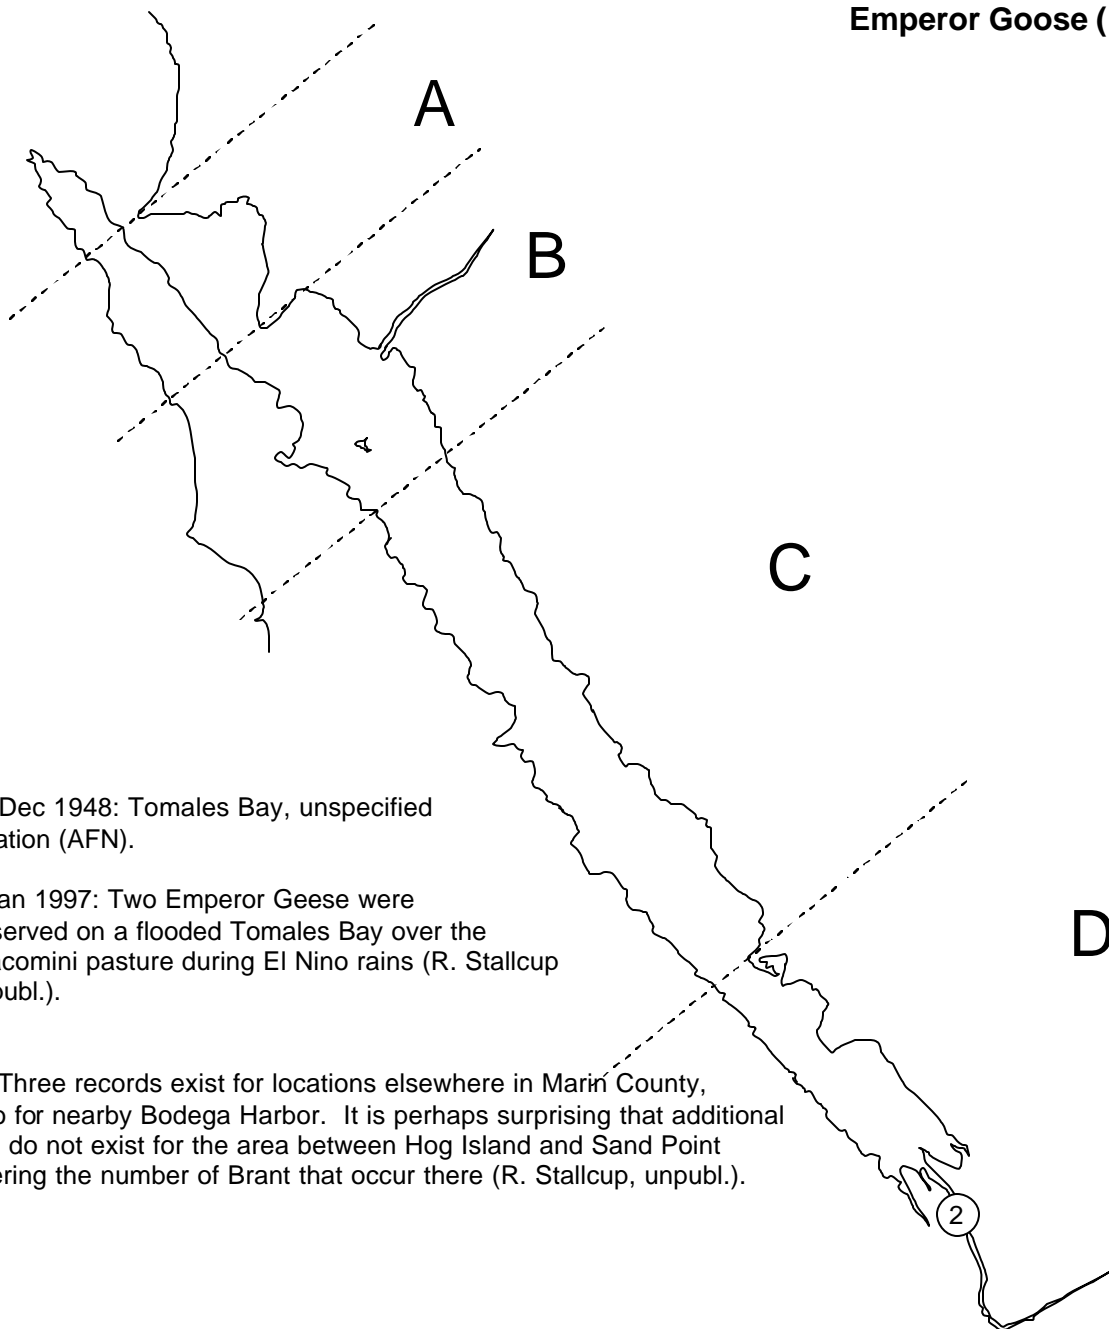 Emperor Goose (
A
B
C
Dec 1948: Tomales Bay, unspecified
ation (AFN).
an 1997: Two Emperor Geese were
served on a flooded Tomales Bay over the
acomini pasture during El Nino rains (R. Stallcup
publ.).
D
Three records exist for locations elsewhere in Marin County,
o for nearby Bodega Harbor. It is perhaps surprising that additional
do not exist for the area between Hog Island and Sand Point
ering the number of Brant that occur there (R. Stallcup, unpubl.).
2